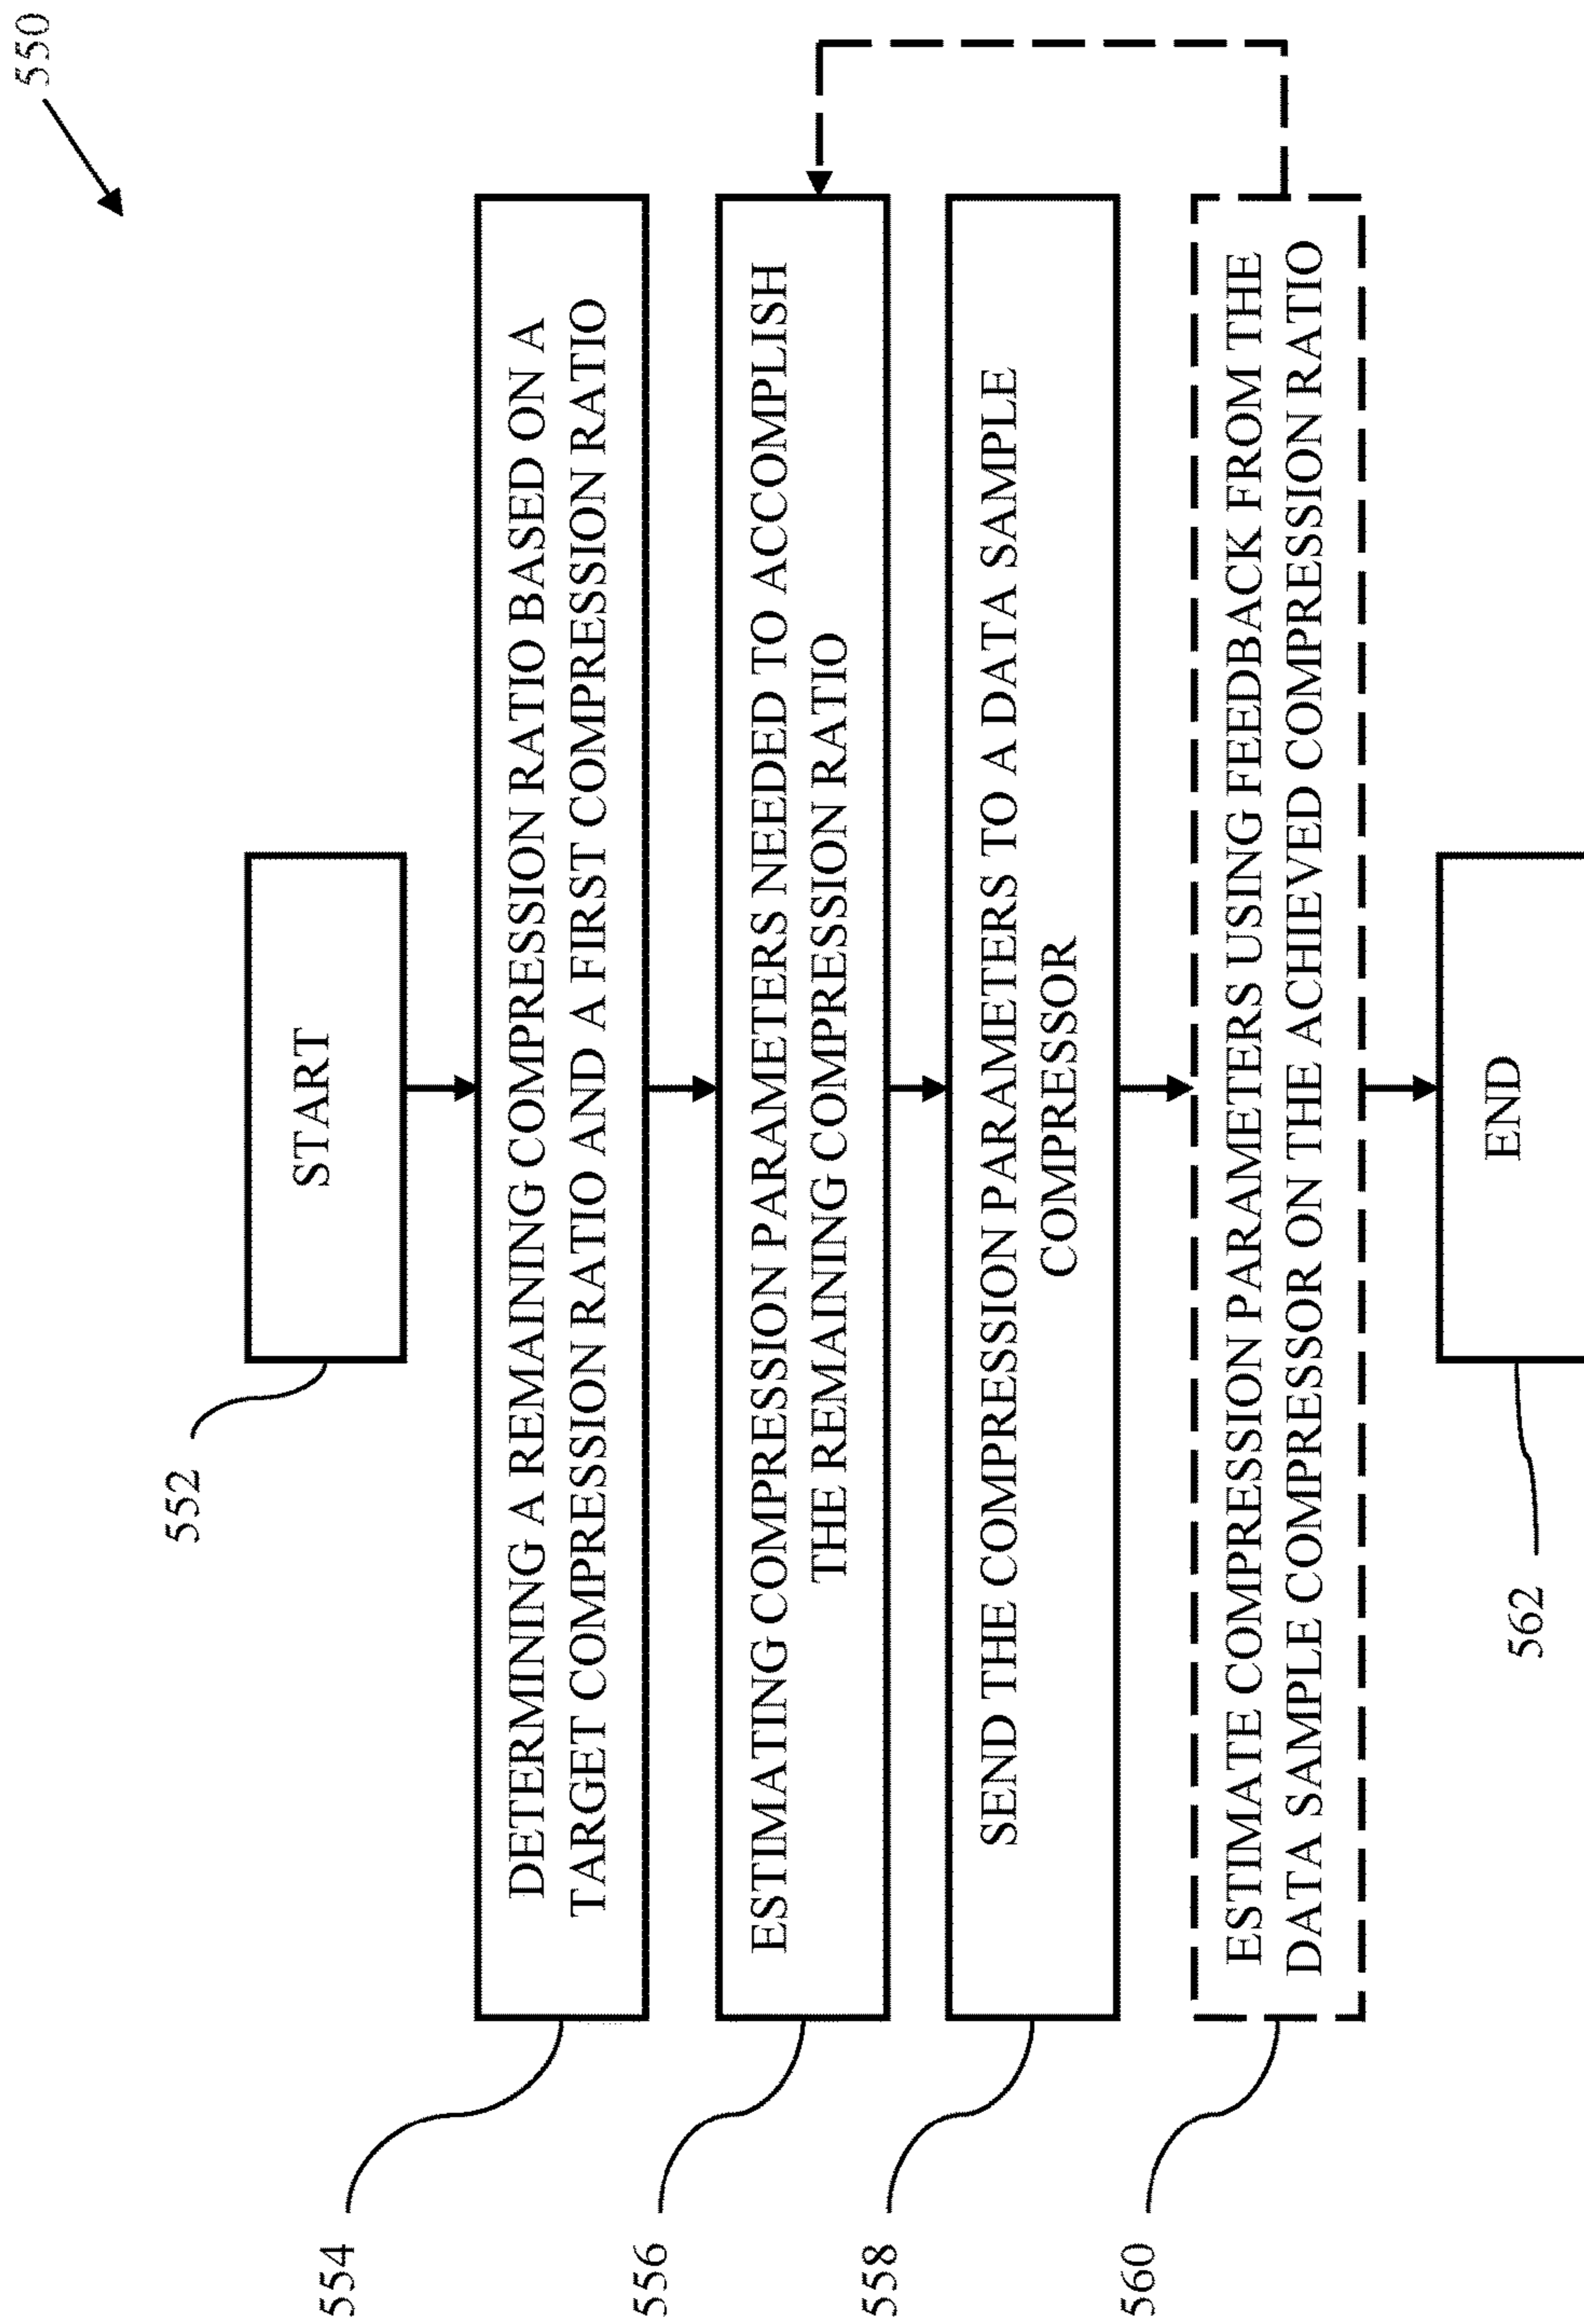 550
START
552
DETERMINING A REMAINING COMPRESSION RATIO BASED ON A
TARGET COMPRESSION RATIO AND A FIRST COMPRESSION RATIO
554
ESTIMATING COMPRESSION PARAMETERS NEEDED TO ACCOMPLISH
THE REMAINING COMPRESSION RATIO
556
SEND THE COMPRESSION PARAMETERS TO A DATA SAMPLE
COMPRESSOR
558
ESTIMATE COMPRESSION PARAMETERS USING FEEDBACK FROM THE
DATA SAMPLE COMPRESSOR ON THE ACHIEVED COMPRESSION RATIO
560
END
562